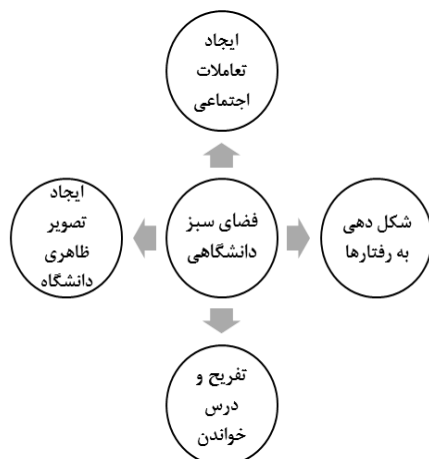 ایجاد
تعاملات
اجتماعی
شکل دهی
به رفتارها
فضای سبز
دانشگاهی
ایجاد
تصویر
ظاهری
دانشگاه
تفریح و
درس
خواندن